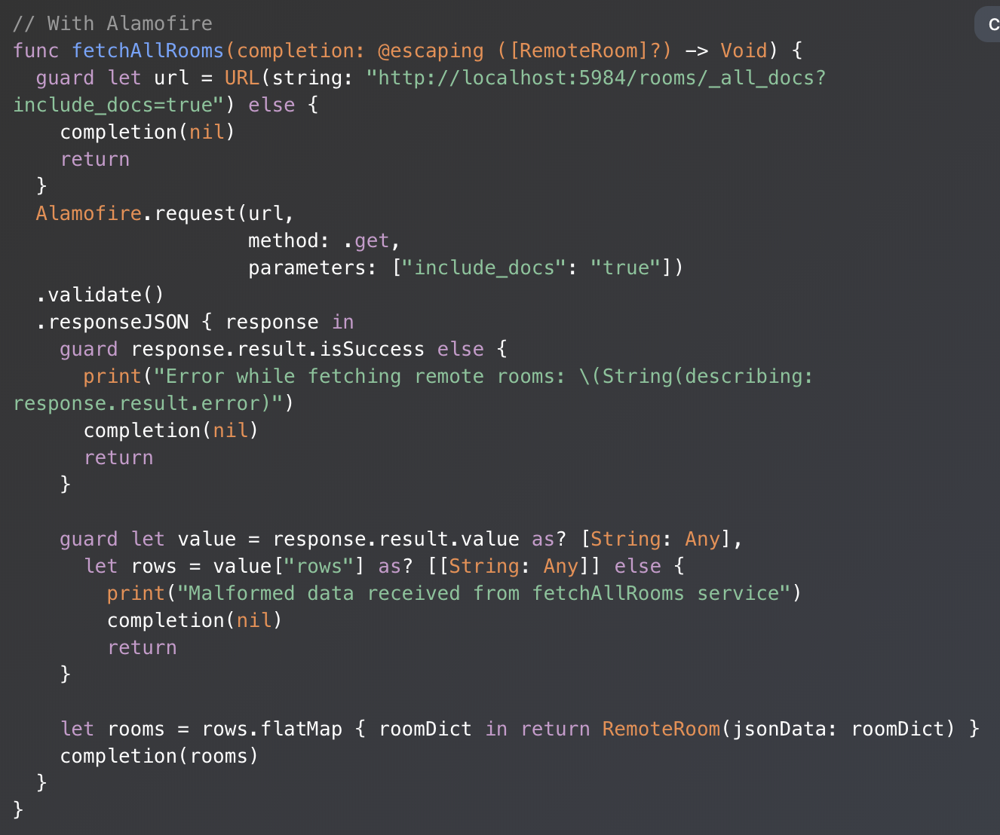 // With Alamofire
func fetchAllRooms(completion: @escaping ([RemoteRoom]?) -> Void) {
  guard let url = URL(string: "http://localhost:5984/rooms/_all_docs?
include_docs=true") else {
    completion(nil)
    return
  }
  Alamofire.request(url,
                    method: .get,
                    parameters: ["include_docs": "true"])
  .validate()
  .responseJSON { response in
    guard response.result.isSuccess else {
      print("Error while fetching remote rooms: \(String(describing:
response.result.error)")
      completion(nil)
      return
    }

    guard let value = response.result.value as? [String: Any],
      let rows = value["rows"] as? [[String: Any]] else {
        print("Malformed data received from fetchAllRooms service")
        completion(nil)
        return
    }

    let rooms = rows.flatMap { roomDict in return RemoteRoom(jsonData: roomDict) }
    completion(rooms)
  }
}